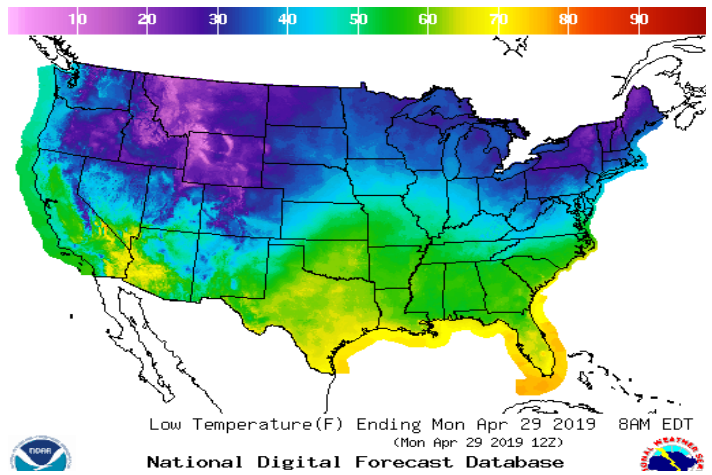 10 20 30 40 50 60 70 80 90
Low Temperature(F) Ending Mon Apr 29 2019 8AM EDT
(Mon Apr 29 2019 12Z)
National Digital Forecast Database
NOAA